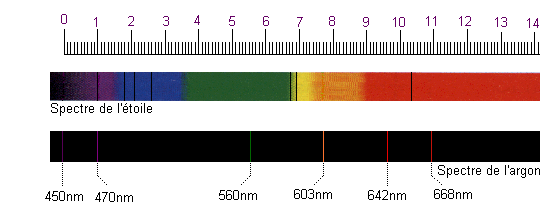 0 1 2 3 4 5 6 7 8 9 10 11 12 13 14
Spectre de l'étoile
Spectre de l'argon
450nm 470nm 560nm 603nm 642nm 668nm